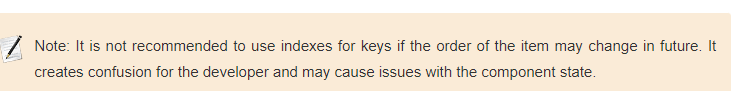 Note: It is not recommended to use indexes for keys if the order of the item may change in future. It
creates confusion for the developer and may cause issues with the component state.